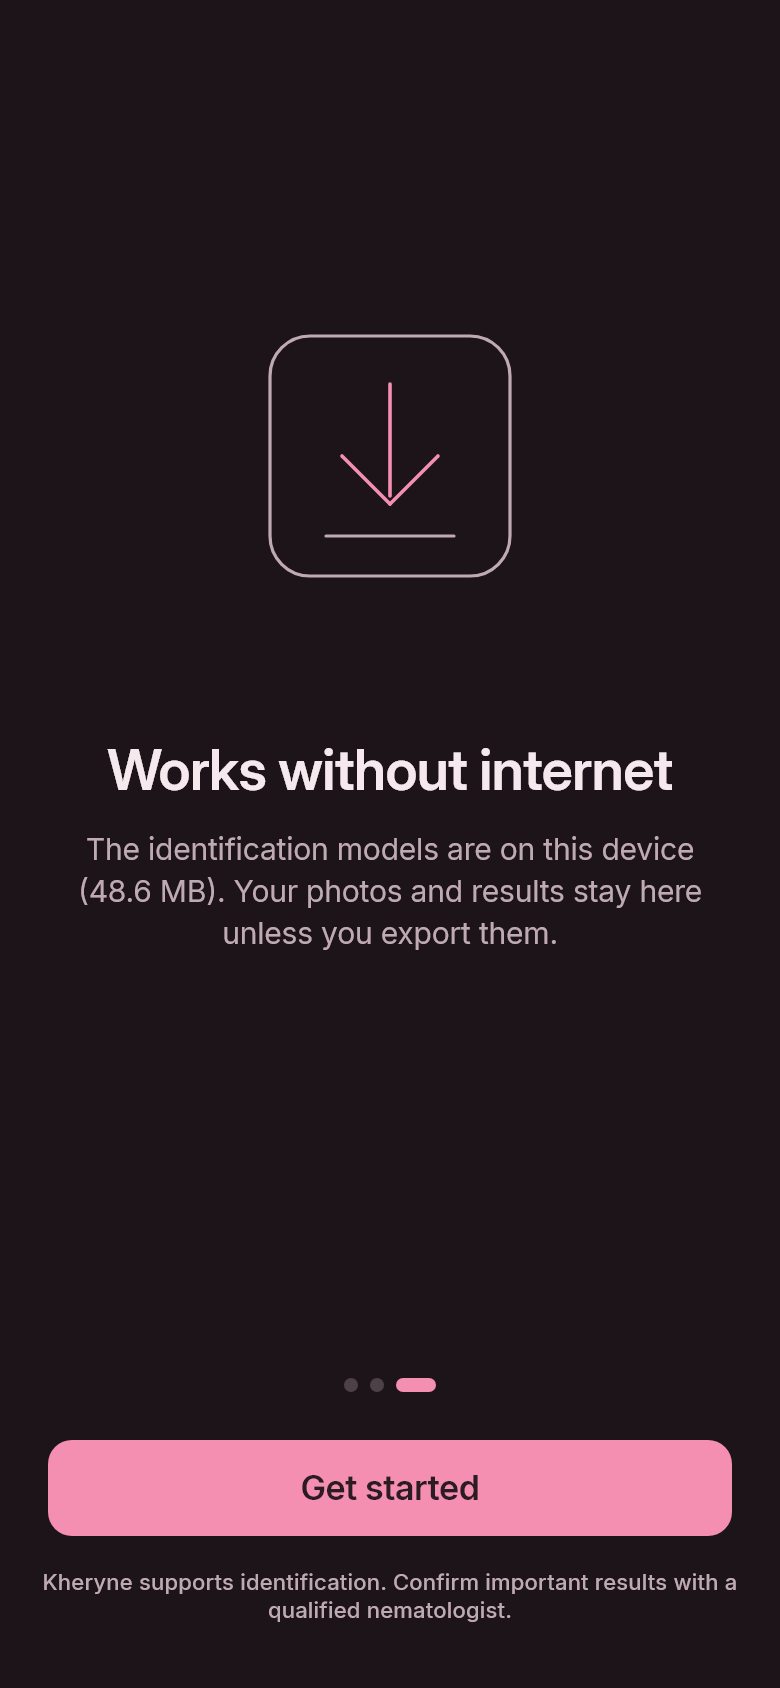 Works without internet
The identification models are on this device
(48.6 MB). Your photos and results stay here
unless you export them.
Get started
Kheryne supports identification. Confirm important results with a
qualified nematologist.